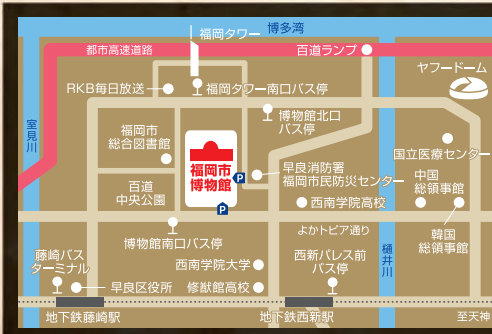 博多湾
福岡タワー
都市高速道路
百道ランプ
ヤフードーム
RKB毎日放送
福岡タワー南口バス停
博物館北口
バス停
室見川
福岡市
総合図書館
国立医療センター
福岡市
博物館
P
早良消防署
福岡市民防災センター
中国
総領事館
百道
中央公園
P
西南学院高校
よかトピア通り
韓国
総領事館
博物館南口バス停
樋井川
藤崎バス
ターミナル
西南学院大学
西新パレス前
バス停
早良区役所
修猷館高校
地下鉄藤崎駅
地下鉄西新駅
至天神